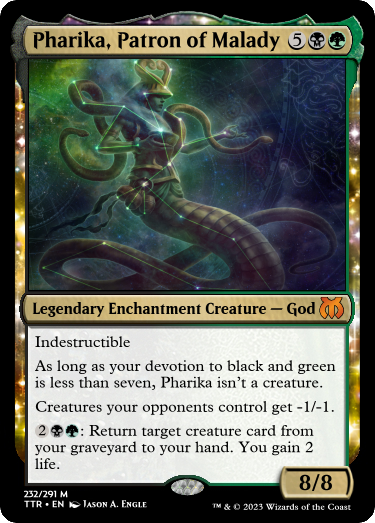 Pharika, Patron of Malady 5
Legendary Enchantment Creature — God
Indestructible
As long as your devotion to black and green
is less than seven, Pharika isn't a creature.
Creatures your opponents control get -1/-1.
2 : Return target creature card from
your graveyard to your hand. You gain 2
life.
8/8
232/291 M
TTR • EN Jason A. Engle
™ & © 2023 Wizards of the Coast